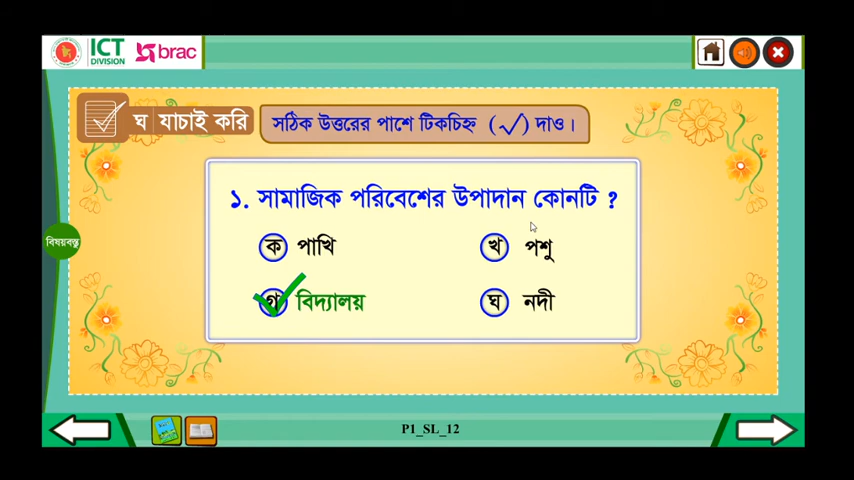 ICT
DIVISION
brac
ঘ যাচাই করি
সঠিক উত্তরের পাশে টিকচিহ্ন (✓) দাও।
১. সামাজিক পরিবেশের উপাদান কোনটি ?
ক পাখি
খ পশু
গ বিদ্যালয়
ঘ নদী
বিষয়বস্তু
P1_SL_12